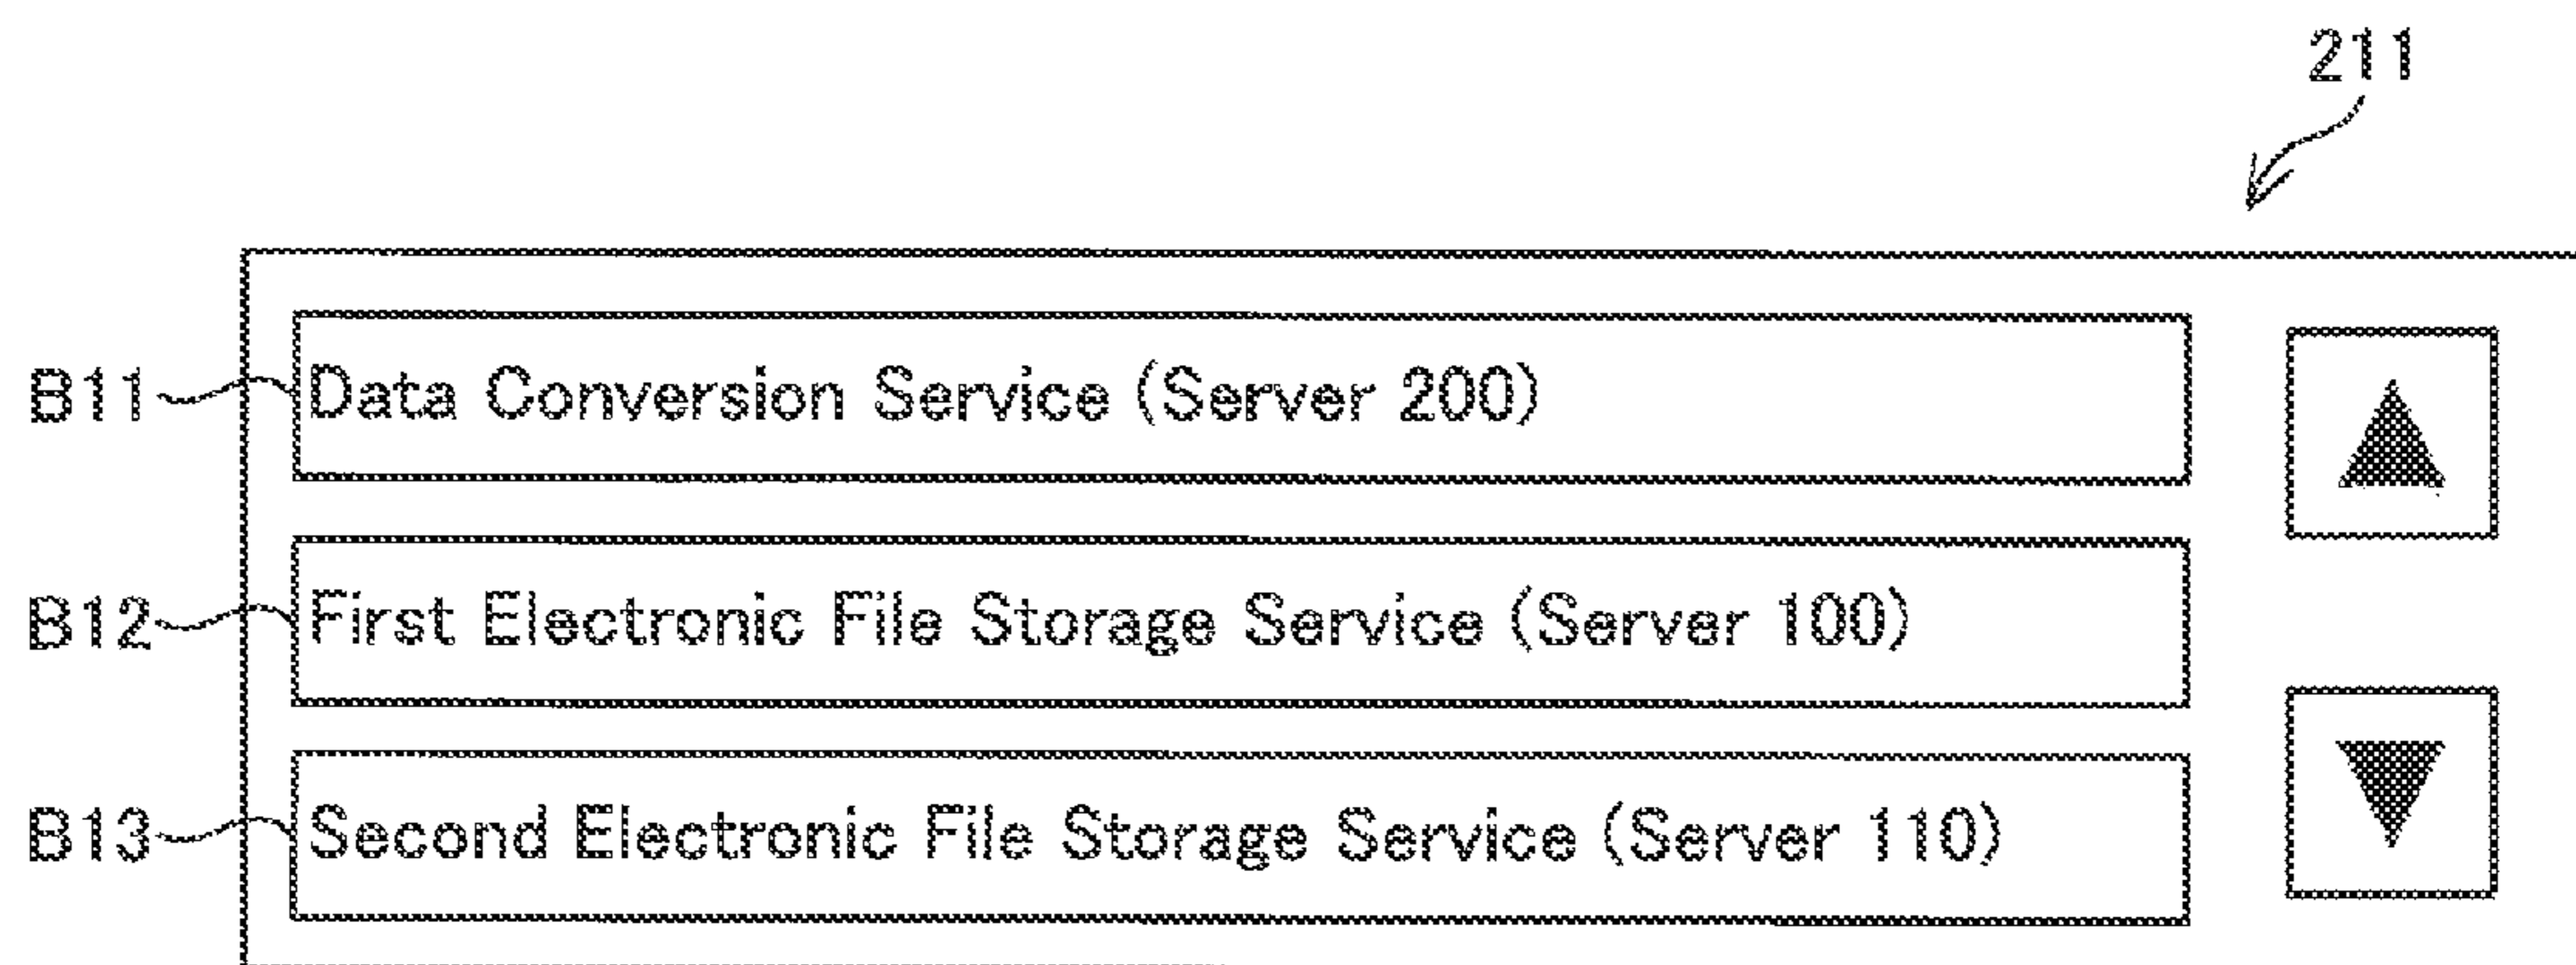 211
B11 Data Conversion Service (Server 200)
B12 First Electronic File Storage Service (Server 100)
B13 Second Electronic File Storage Service (Server 110)